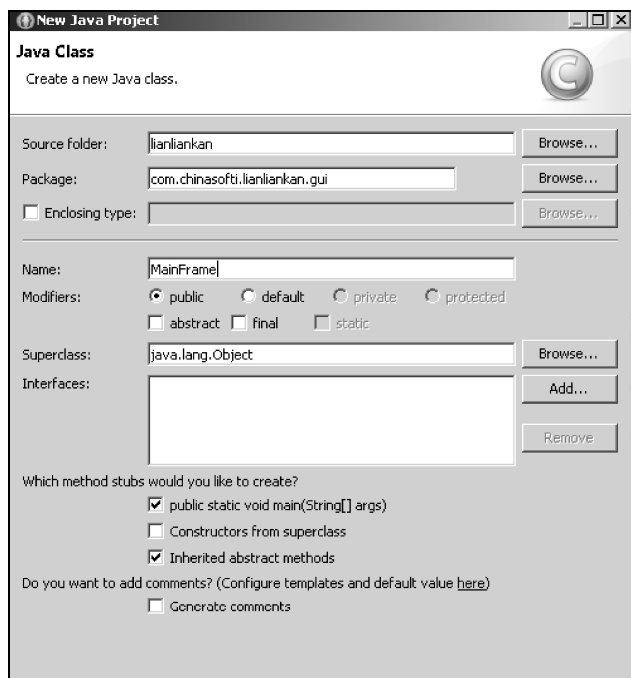 New Java Project
Java Class
Create a new Java class.
Source folder: lianliankan Browse...
Package: com.chinasofti.lianliankan.gui Browse...
Enclosing type: Browse...
Name: MainFrame
Modifiers: public default private protected
abstract final static
Superclass: java.lang.Object Browse...
Interfaces: Add...
Remove
Which method stubs would you like to create?
public static void main(String[] args)
Constructors from superclass
Inherited abstract methods
Do you want to add comments? (Configure templates and default value here)
Generate comments